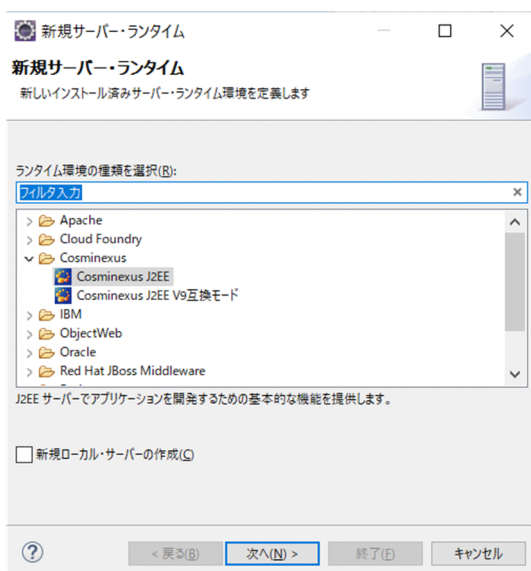 新規サーバー・ランタイム
新規サーバー・ランタイム
新しいインストール済みサーバー・ランタイム環境を定義します
ランタイム環境の種類を選択(R):
フィルタ入力
Apache
Cloud Foundry
Cosminexus
Cosminexus J2EE
Cosminexus J2EE V9互換モード
IBM
ObjectWeb
Oracle
Red Hat JBoss Middleware
J2EE サーバーでアプリケーションを開発するための基本的な機能を提供します。
新規ローカル・サーバーの作成(C)
< 戻る(B) 次へ(N) > 終了(F) キャンセル